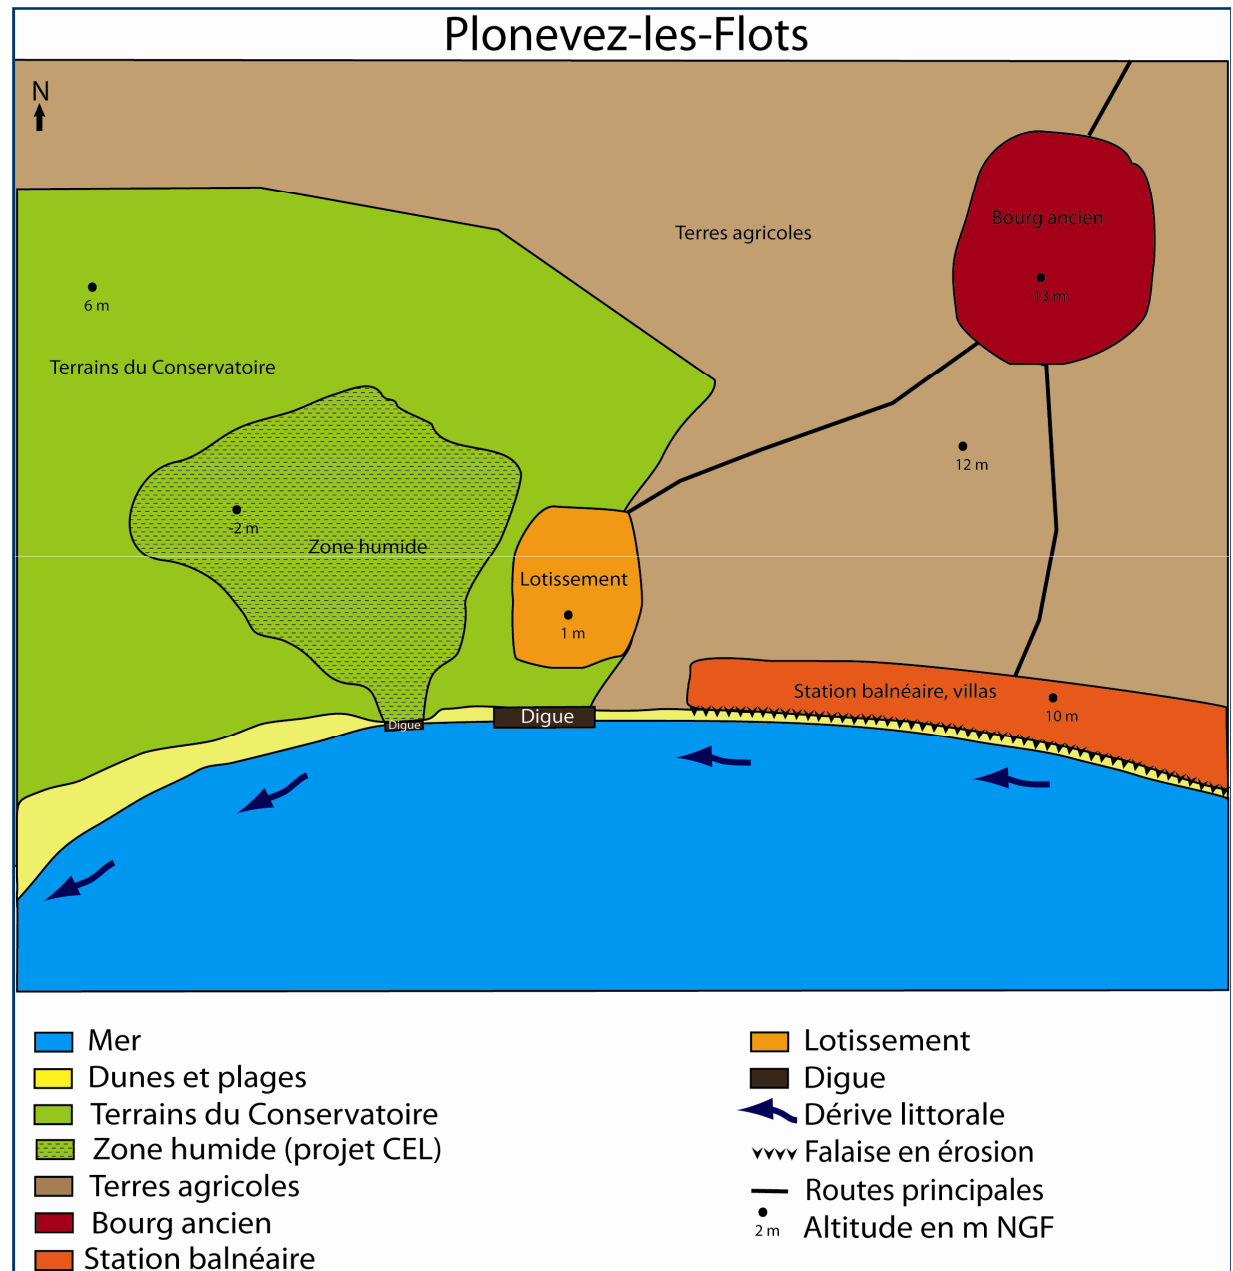 Plonevez-les-Flots
N
Bourg ancien
Terres agricoles
13 m
6 m
Terrains du Conservatoire
12 m
-2 m
Zone humide
Lotissement
1 m
Station balnéaire, villas
10 m
Digue
Digue
Mer
Dunes et plages
Terrains du Conservatoire
Zone humide (projet CEL)
Terres agricoles
Bourg ancien
Station balnéaire
Lotissement
Digue
Dérive littorale
Falaise en érosion
Routes principales
2 m
Altitude en m NGF